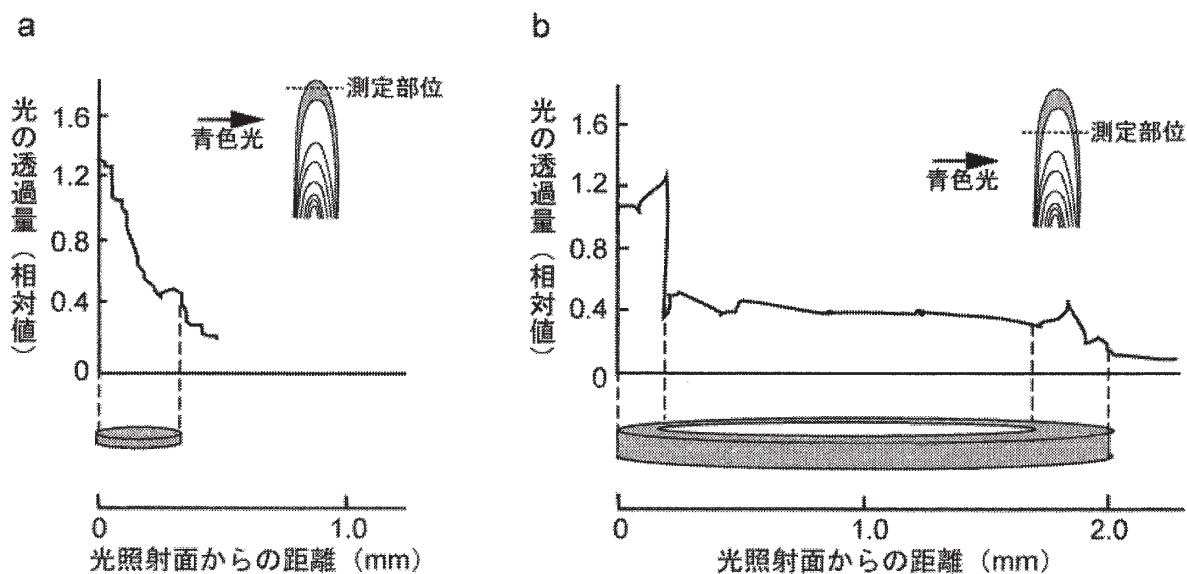 a
光の透過量(相対値)
1.6
1.2
0.8
0.4
0
測定部位
青色光
0
1.0
光照射面からの距離(mm)
b
光の透過量(相対値)
1.6
1.2
0.8
0.4
0
測定部位
青色光
0
1.0
2.0
光照射面からの距離(mm)